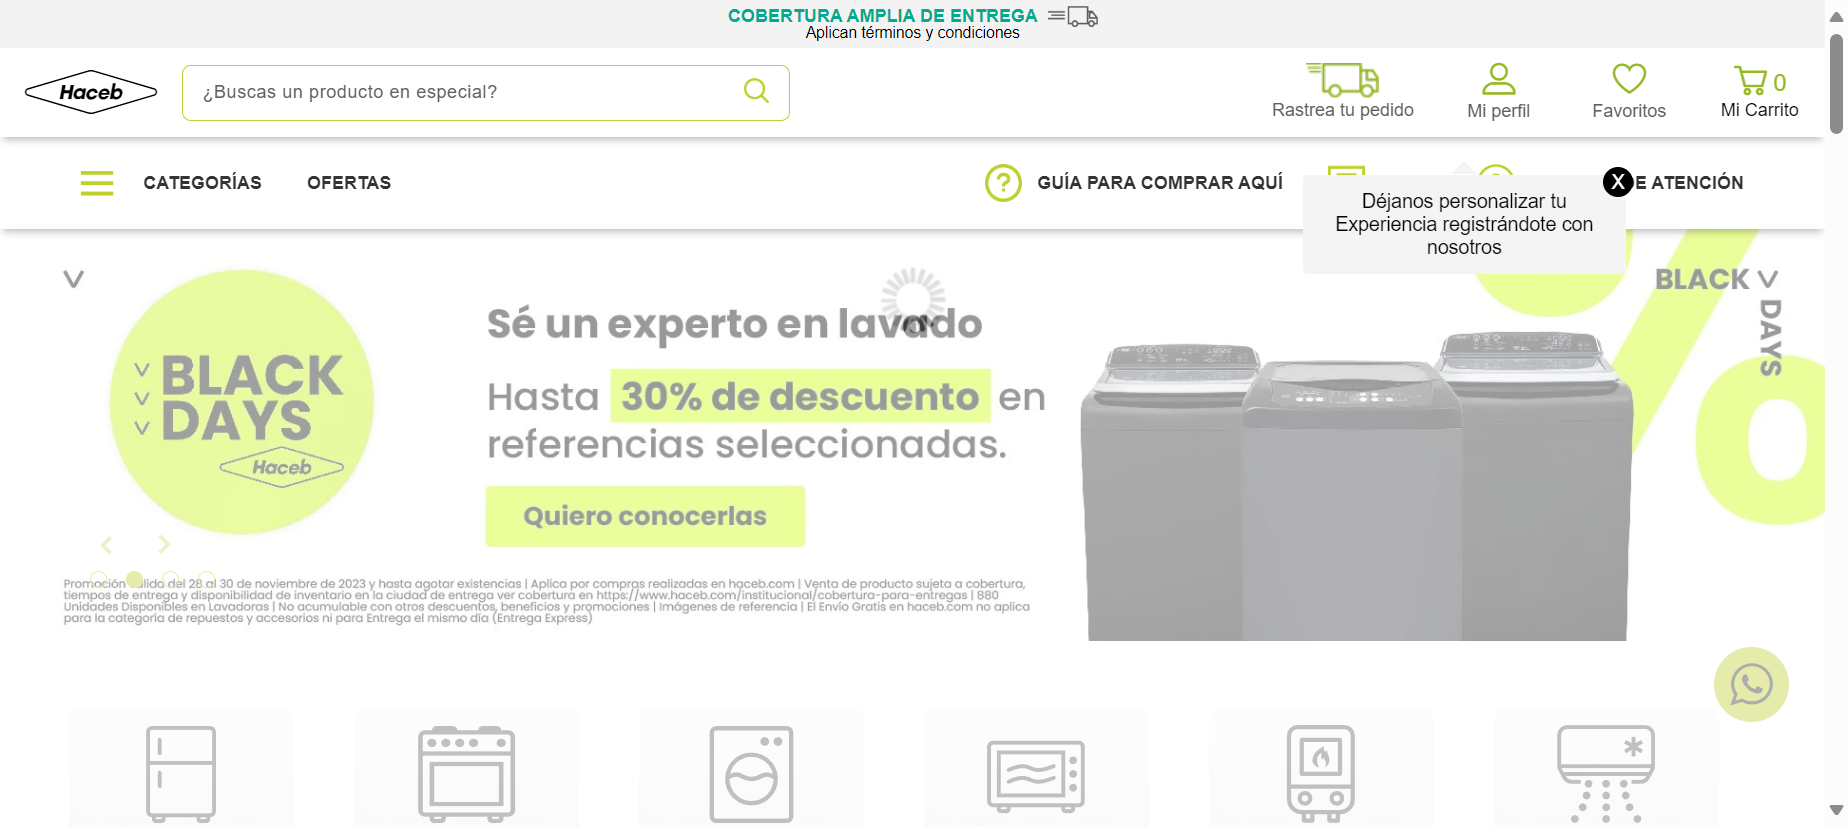 COBERTURA AMPLIA DE ENTREGA
Aplican términos y condiciones
Haceb
¿Buscas un producto en especial?
Rastrea tu pedido
Mi perfil
Favoritos
0
Mi Carrito
CATEGORÍAS
OFERTAS
GUÍA PARA COMPRAR AQUÍ
E ATENCIÓN
X
Déjanos personalizar tu
Experiencia registrándote con
nosotros
BLACK
DAYS
Haceb
Sé un experto en lavado
Hasta 30% de descuento en
referencias seleccionadas.
Quiero conocerlas
BLACK
DAYS
Promoción válida del 28 al 30 de noviembre de 2023 y hasta agotar existencias | Aplica por compras realizadas en haceb.com | Venta de producto sujeta a cobertura,
tiempos de entrega y disponibilidad de inventario en la ciudad de entrega ver cobertura en https://www.haceb.com/institucional/cobertura-para-entregas | 880
Unidades Disponibles en Lavadoras | No acumulable con otros descuentos, beneficios y promociones | Imágenes de referencia | El Envío Gratis en haceb.com no aplica
para la categoría de repuestos y accesorios ni para Entrega el mismo día (Entrega Express)